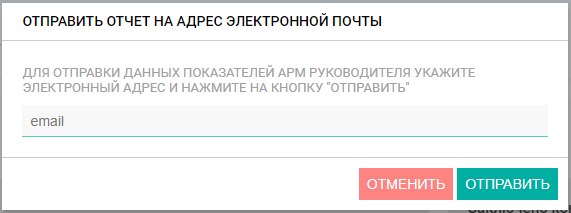 ОТПРАВИТЬ ОТЧЕТ НА АДРЕС ЭЛЕКТРОННОЙ ПОЧТЫ
ДЛЯ ОТПРАВКИ ДАННЫХ ПОКАЗАТЕЛЕЙ АРМ РУКОВОДИТЕЛЯ УКАЖИТЕ
ЭЛЕКТРОННЫЙ АДРЕС И НАЖМИТЕ НА КНОПКУ "ОТПРАВИТЬ"
email
ОТМЕНИТЬ ОТПРАВИТЬ